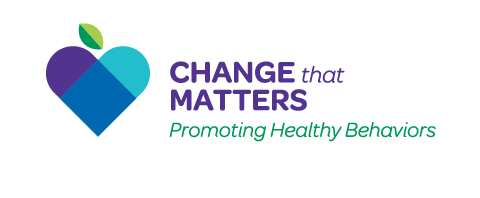 CHANGE that
MATTERS
Promoting Healthy Behaviors